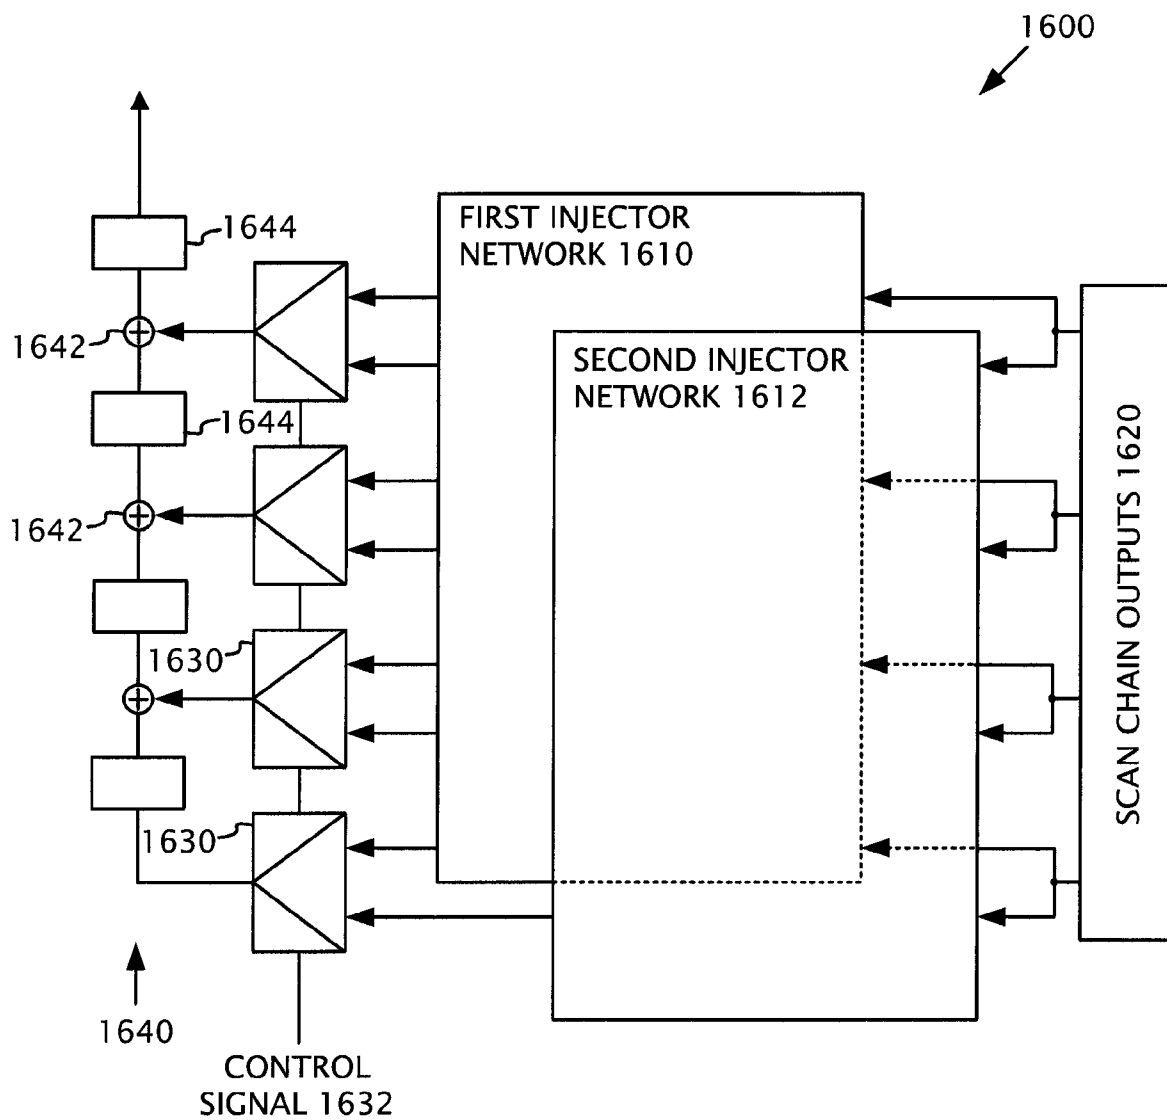 1600
1644
FIRST INJECTOR
NETWORK 1610
1642
SECOND INJECTOR
NETWORK 1612
1644
SCAN CHAIN OUTPUTS 1620
1642
1630
1630
1640
CONTROL
SIGNAL 1632